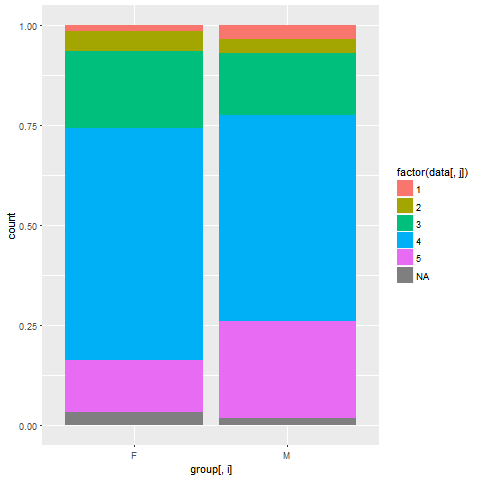 1.00
0.75
0.50
0.25
0.00
count
F
M
group[, i]
factor(data[, j])
1
2
3
4
5
NA